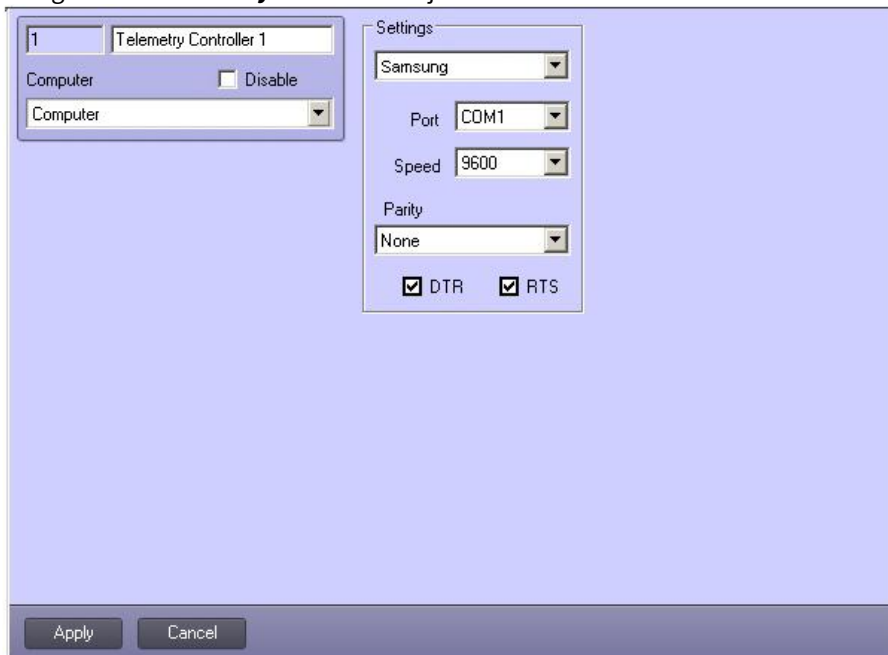 1
Telemetry Controller 1
Computer
Disable
Computer
Settings
Samsung
Port COM1
Speed 9600
Parity
None
DTR RTS
Apply Cancel